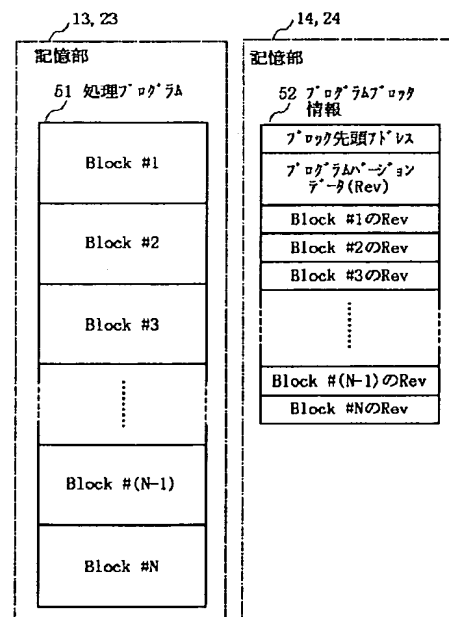 13,23
記憶部
51 処理プログラム
Block #1
Block #2
Block #3
Block #(N-1)
Block #N
14,24
記憶部
52 プログラムブロック
情報
ブロック先頭アドレス
プログラムバージョン
データ(Rev)
Block #1のRev
Block #2のRev
Block #3のRev
Block #(N-1)のRev
Block #NのRev